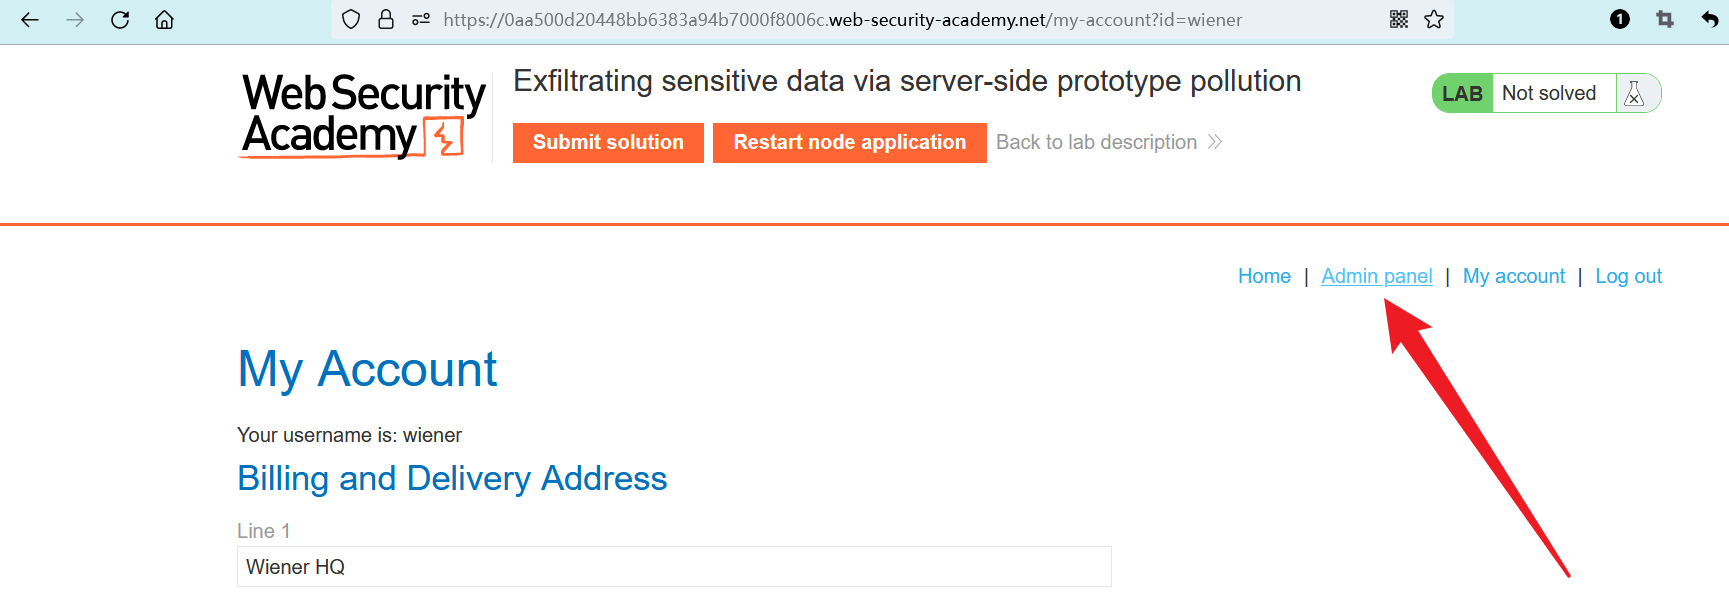 https://0aa500d20448bb6383a94b7000f8006c.web-security-academy.net/my-account?id=wiener
1
Web Security
Academy
Exfiltrating sensitive data via server-side prototype pollution
LAB Not solved
Submit solution Restart node application Back to lab description
Home | Admin panel | My account | Log out
My Account
Your username is: wiener
Billing and Delivery Address
Line 1
Wiener HQ